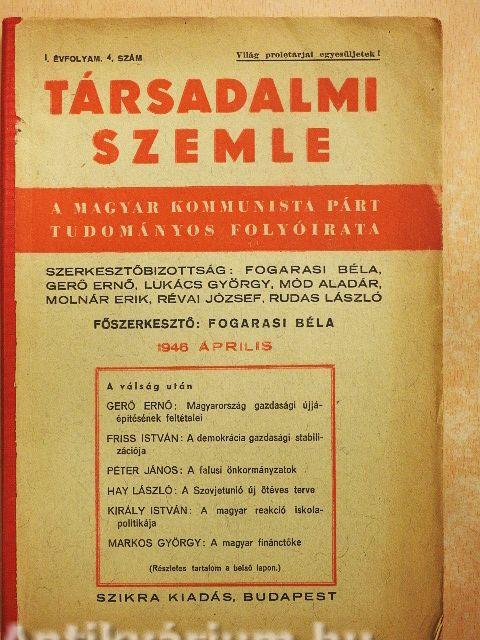 I. ÉVFOLYAM. 4. SZÁM
Világ proletárjai egyesüljetek!
TÁRSADALMI
SZEMLE
A MAGYAR KOMMUNISTA PÁRT
TUDOMÁNYOS FOLYÓIRATA
SZERKESZTŐBIZOTTSÁG: FOGARASI BÉLA,
GERŐ ERNŐ, LUKÁCS GYÖRGY, MÓD ALADÁR,
MOLNÁR ERIK, RÉVAI JÓZSEF, RUDAS LÁSZLÓ
FŐSZERKESZTŐ: FOGARASI BÉLA
1946 ÁPRILIS
A válság után
GERŐ ERNŐ: Magyarország gazdasági újjá-
építésének feltételei
FRISS ISTVÁN: A demokrácia gazdasági stabili-
zációja
PÉTER JÁNOS: A falusi önkormányzatok
HAY LÁSZLÓ: A Szovjetunió új ötéves terve
KIRÁLY ISTVÁN: A magyar reakció iskola-
politikája
MARKOS GYÖRGY: A magyar fináncőke
(Részletes tartalom a belső lapon.)
SZIKRA KIADÁS, BUDAPEST
Antikvárium.hu